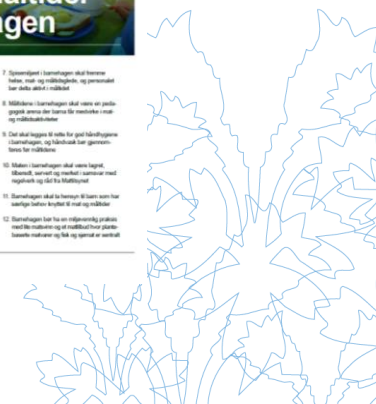 måltider
agen
7. Spisemiljøet i barnehagen skal fremme
helse, mat- og måltidsglede, og personalet
bør delta aktivt i måltidet
8. Måltidene i barnehagen skal være en peda-
gogisk arena der barna får medvirke i mat-
og måltidsaktiviteter
9. Det skal legges til rette for god håndhygiene
i barnehagen, og håndvask bør gjennom-
føres før måltidene
10. Maten i barnehagen skal være lagret,
tilberedt, servert og merket i samsvar med
regelverk og råd fra Mattilsynet
11. Barnehagen skal ta hensyn til barn som har
særlige behov knyttet til mat og måltider
12. Barnehagen bør ha en miljøvennlig praksis
med lite matsvinn og et mattilbud hvor plante-
baserte matvarer og fisk og sjømat er sentralt